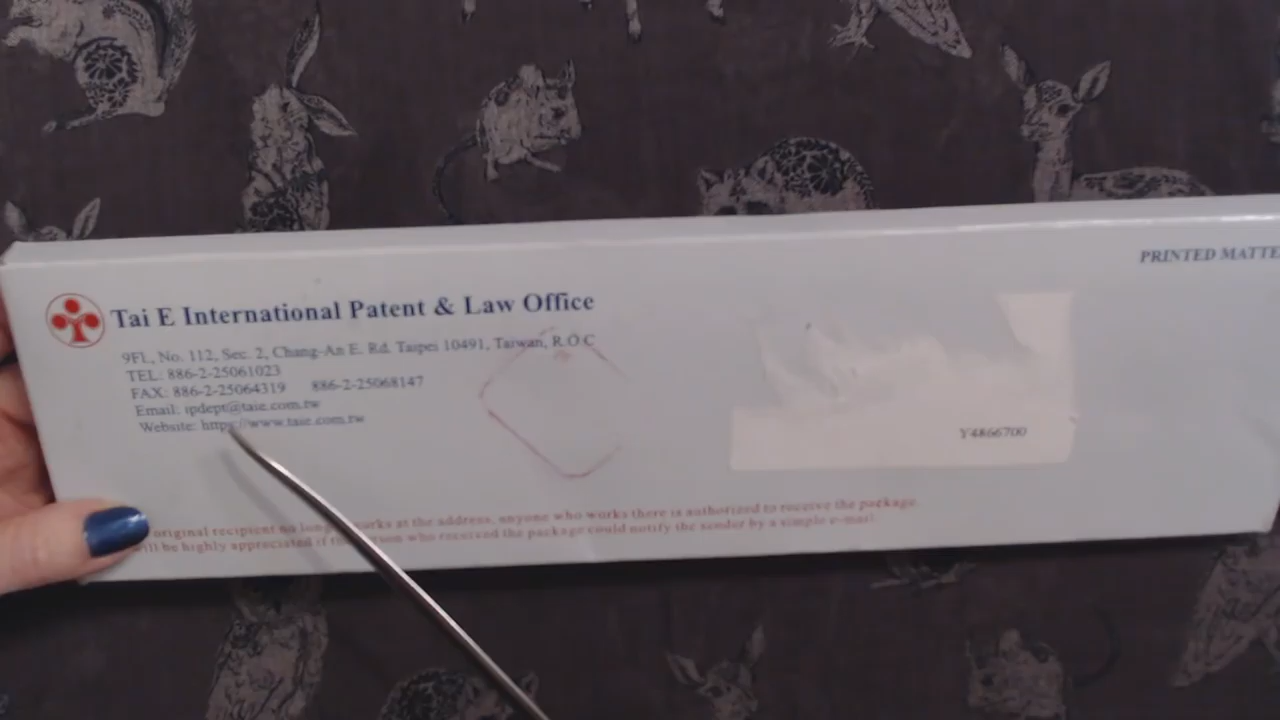 PRINTED MATTE
Tai E International Patent & Law Office
9FL, No. 112, Sec. 2, Chang-An E. Rd. Taipei 10491, Taiwan, R.O.C
TEL: 886-2-25061023
FAX: 886-2-25064319 886-2-25068147
Email: ipdept@taie.com.tw
Website: https://www.taie.com.tw
Y4866700
original recipient no longer works at the address, anyone who works there is authorized to receive the package.
will be highly appreciated if the person who received the package could notify the sender by a simple e-mail.